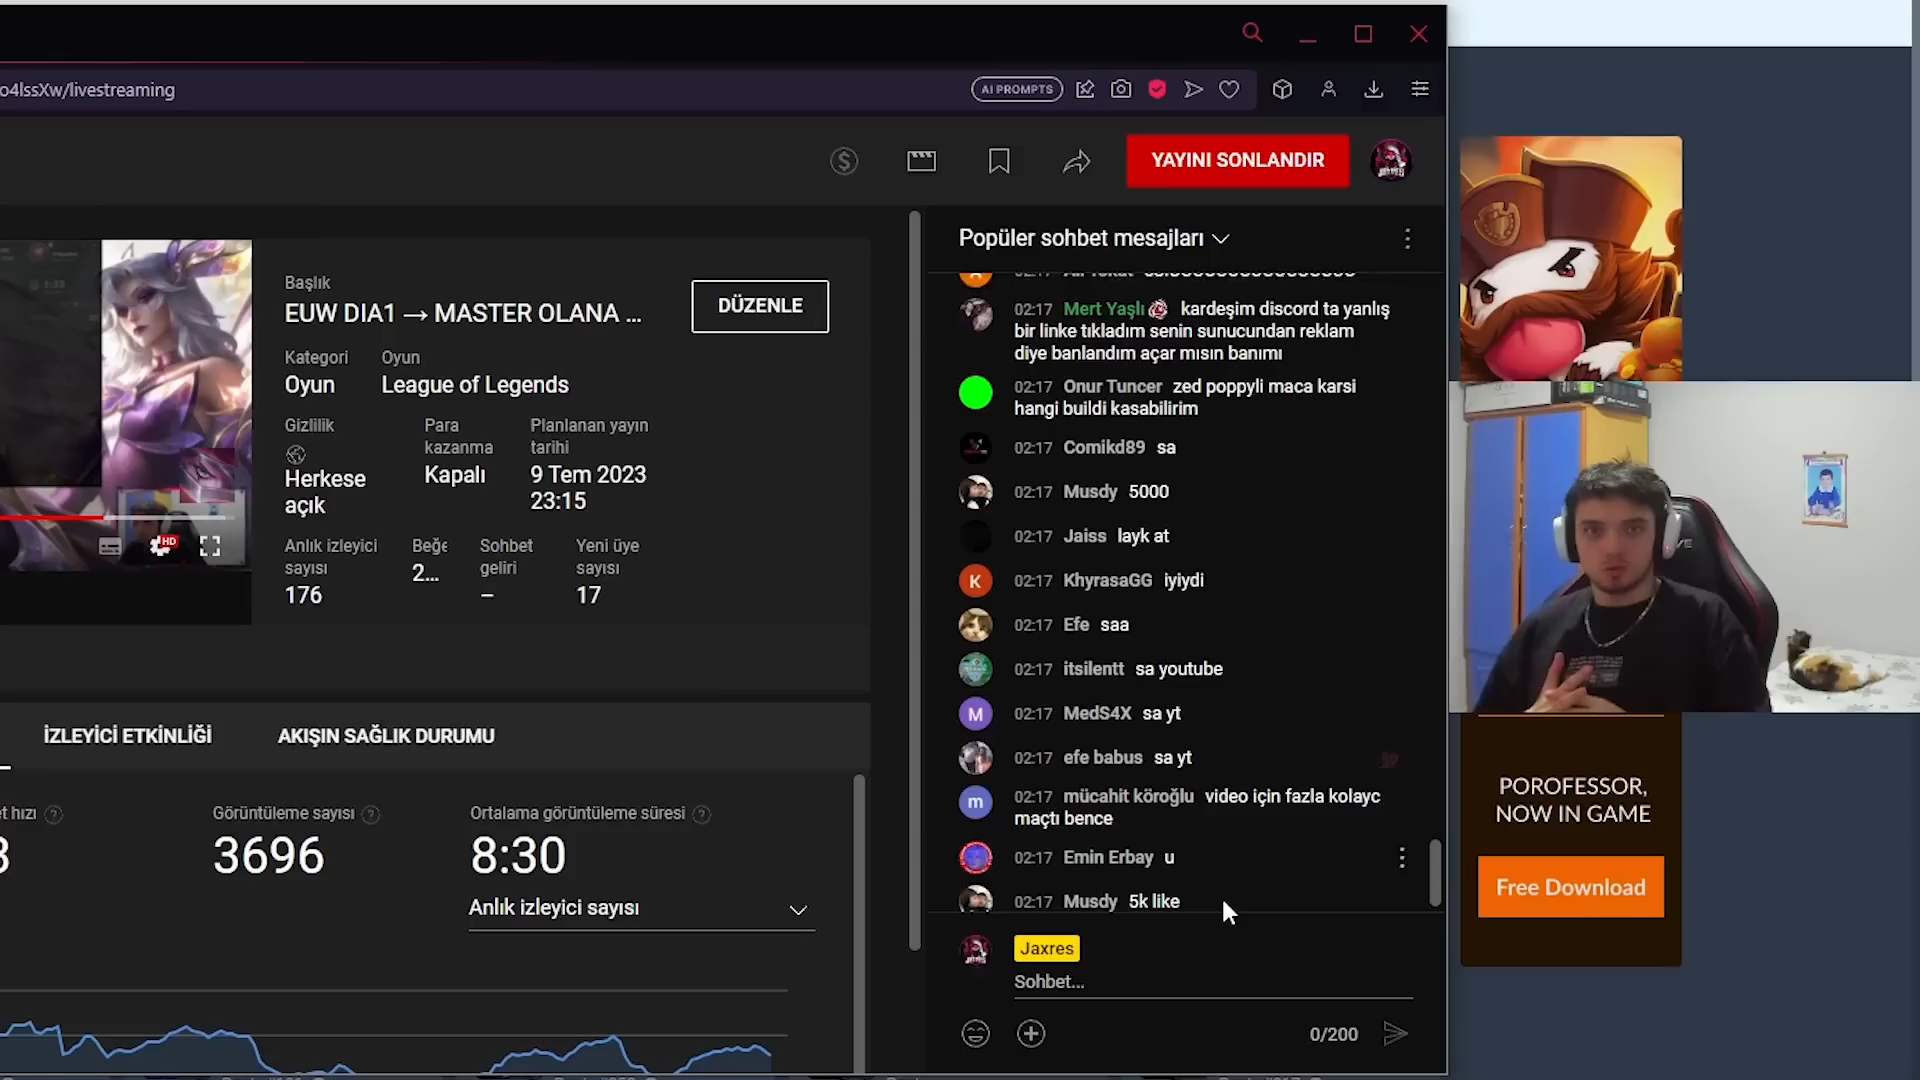 o4lssXw/livestreaming
AI PROMPTS
YAYINI SONLANDIR
Başlık
EUW DIA1 → MASTER OLANA ...
DÜZENLE
Kategori
Oyun
Oyun
League of Legends
Gizlilik
Herkese
açık
Para
kazanma
Kapalı
Planlanan yayın
tarihi
9 Tem 2023
23:15
Anlık izleyici
sayısı
176
Beğe
2...
Sohbet
geliri
–
Yeni üye
sayısı
17
HD
İZLEYİCİ ETKİNLİĞİ
AKIŞIN SAĞLIK DURUMU
t hızı
3
Görüntüleme sayısı
3696
Ortalama görüntüleme süresi
8:30
Anlık izleyici sayısı
Popüler sohbet mesajları
02:17 Mert Yaşlı kardeşim discord ta yanlış
bir linke tıkladım senin sunucundan reklam
diye banlandım açar mısın banımı
02:17 Onur Tuncer zed poppyli maca karsi
hangi buildi kasabilirim
02:17 Comikd89 sa
02:17 Musdy 5000
02:17 Jaiss layk at
K
02:17 KhyrasaGG iyiydi
02:17 Efe saa
02:17 itsilentt sa youtube
M
02:17 MedS4X sa yt
02:17 efe babus sa yt
m
02:17 mücahit köroğlu video için fazla kolayc
maçtı bence
02:17 Emin Erbay u
02:17 Musdy 5k like
Jaxres
Sohbet...
0/200
POROFESSOR,
NOW IN GAME
Free Download